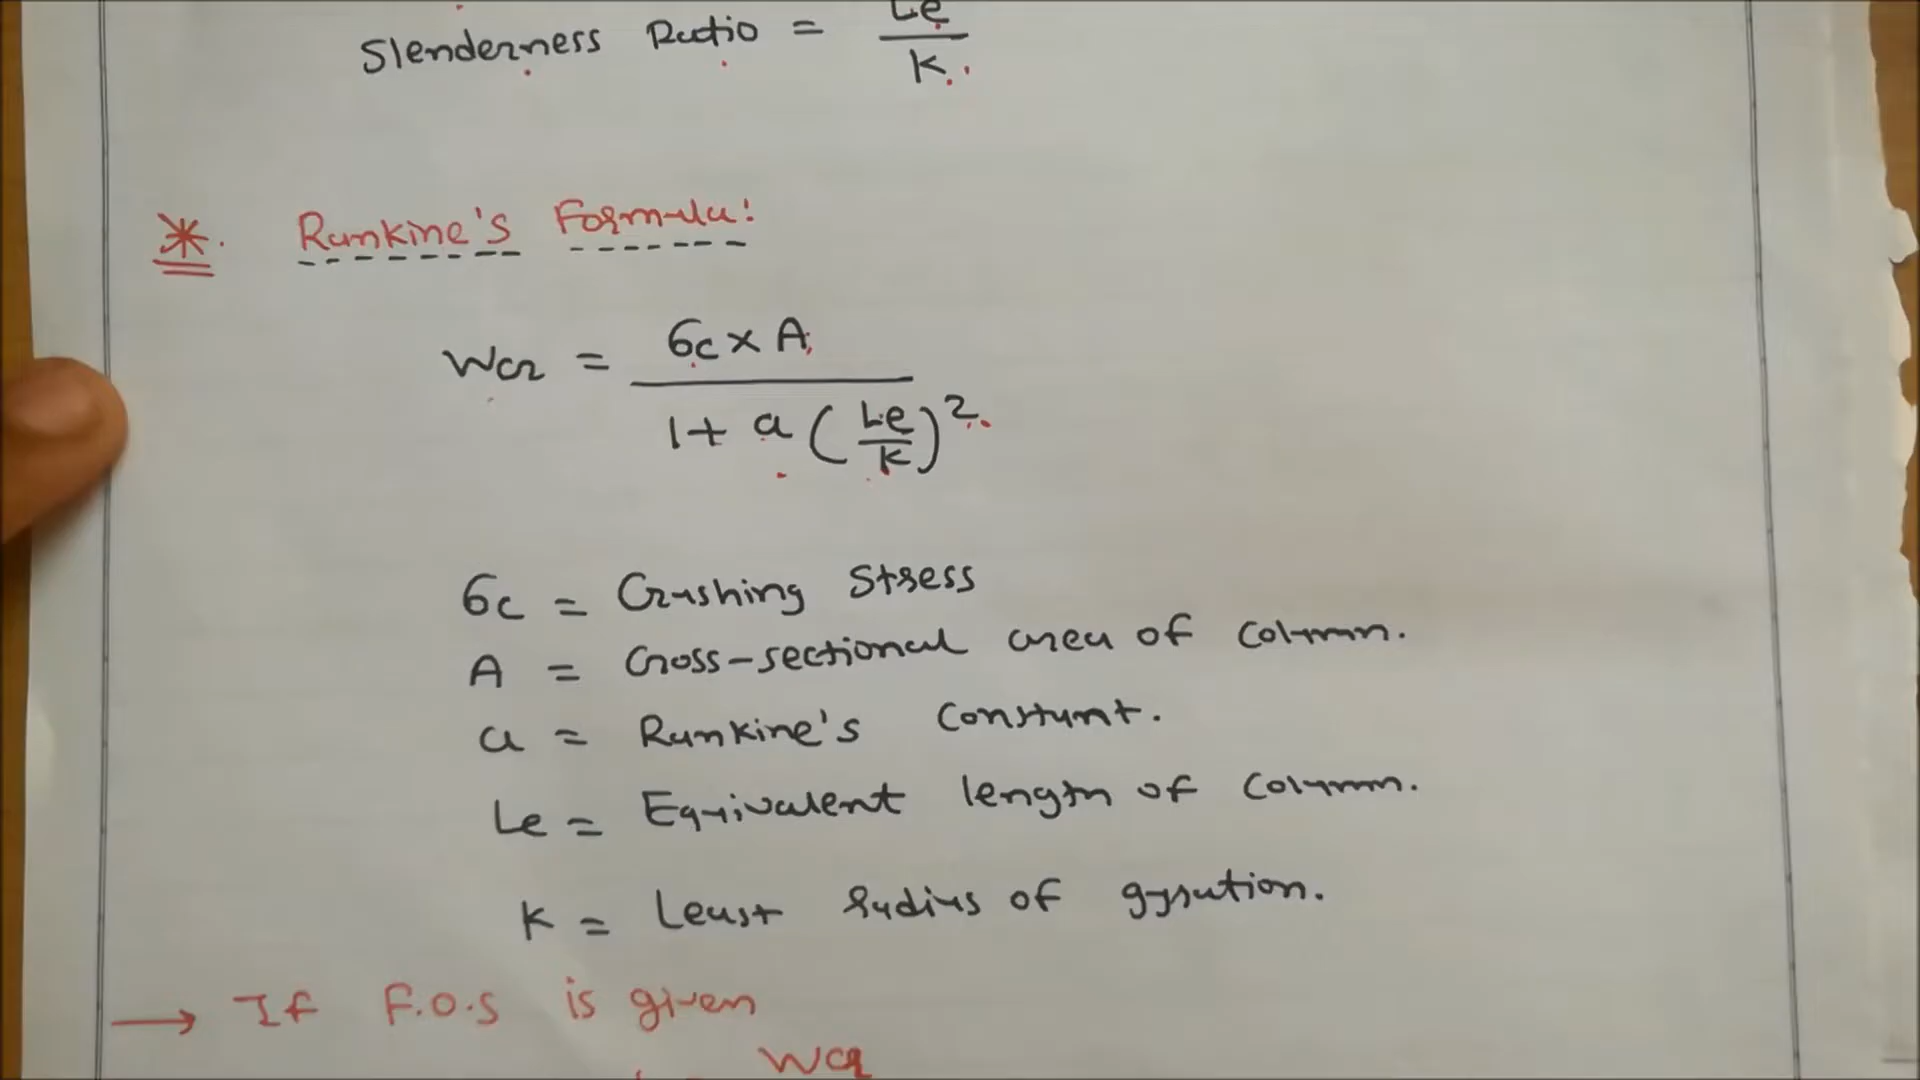 Slenderness Ratio = Le/K
* Rankine's Formula:
Wcr = σc × A / 1 + a (Le/K)²
σc = Crushing Stress
A = Cross-sectional area of column.
a = Rankine's Constant.
Le = Equivalent length of column.
K = Least radius of gyration.
→ If F.O.S is given
Wcr